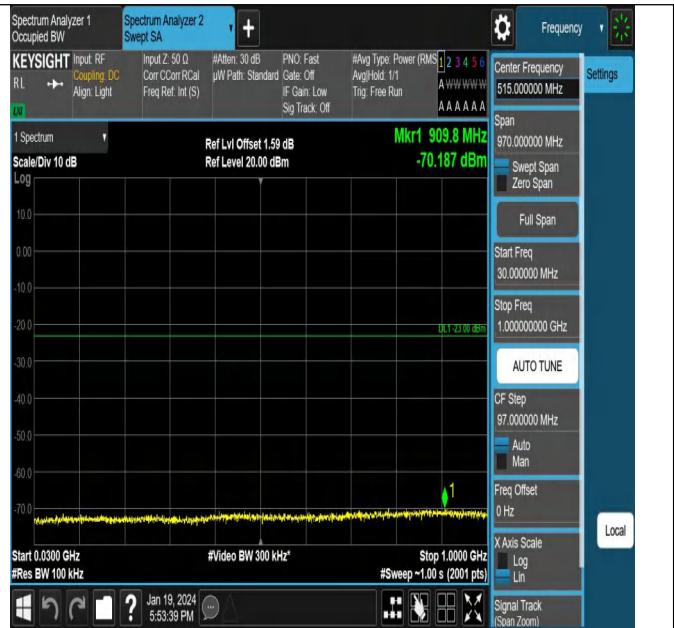 Spectrum Analyzer 1
Occupied BW
Spectrum Analyzer 2
Swept SA
Frequency
KEYSIGHT
RL
LXI
Input: RF
Coupling: DC
Align: Light
Input Z: 50 Ω
Corr CCorr RCal
Freq Ref: Int (S)
#Atten: 30 dB
µW Path: Standard
PNO: Fast
Gate: Off
IF Gain: Low
Sig Track: Off
#Avg Type: Power (RMS
Avg|Hold: 1/1
Trig: Free Run
1 2 3 4 5 6
A W W W W W
A A A A A A
1 Spectrum
Scale/Div 10 dB
Log
Ref Lvl Offset 1.59 dB
Ref Level 20.00 dBm
Mkr1 909.8 MHz
-70.187 dBm
10.0
0.00
-10.0
-20.0
DL1 -23.00 dBm
-30.0
-40.0
-50.0
-60.0
1
-70.0
Start 0.0300 GHz
#Video BW 300 kHz*
Stop 1.0000 GHz
#Res BW 100 kHz
#Sweep ~1.00 s (2001 pts)
?
Jan 19, 2024
5:53:39 PM
Center Frequency
515.000000 MHz
Settings
Span
970.000000 MHz
Swept Span
Zero Span
Full Span
Start Freq
30.000000 MHz
Stop Freq
1.000000000 GHz
AUTO TUNE
CF Step
97.000000 MHz
Auto
Man
Freq Offset
0 Hz
Local
X Axis Scale
Log
Lin
Signal Track
(Span Zoom)